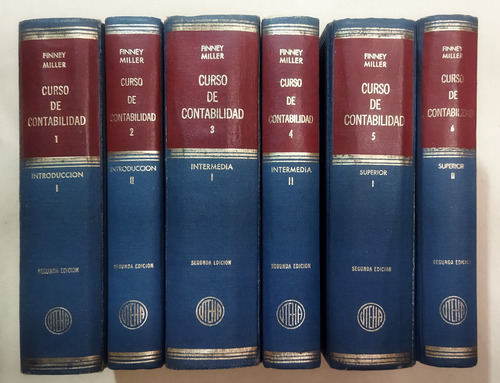 FINNEY
MILLER
CURSO
DE
CONTABILIDAD
1
INTRODUCCION
I
SEGUNDA EDICION
UTEHA
FINNEY
MILLER
CURSO
DE
CONTABILIDAD
2
INTRODUCCION
II
SEGUNDA EDICION
UTEHA
FINNEY
MILLER
CURSO
DE
CONTABILIDAD
3
INTERMEDIA
I
SEGUNDA EDICION
UTEHA
FINNEY
MILLER
CURSO
DE
CONTABILIDAD
4
INTERMEDIA
II
SEGUNDA EDICION
UTEHA
FINNEY
MILLER
CURSO
DE
CONTABILIDAD
5
SUPERIOR
I
SEGUNDA EDICION
UTEHA
FINNEY
MILLER
CURSO
DE
CONTABILIDAD
6
SUPERIOR
II
SEGUNDA EDICION
UTEHA